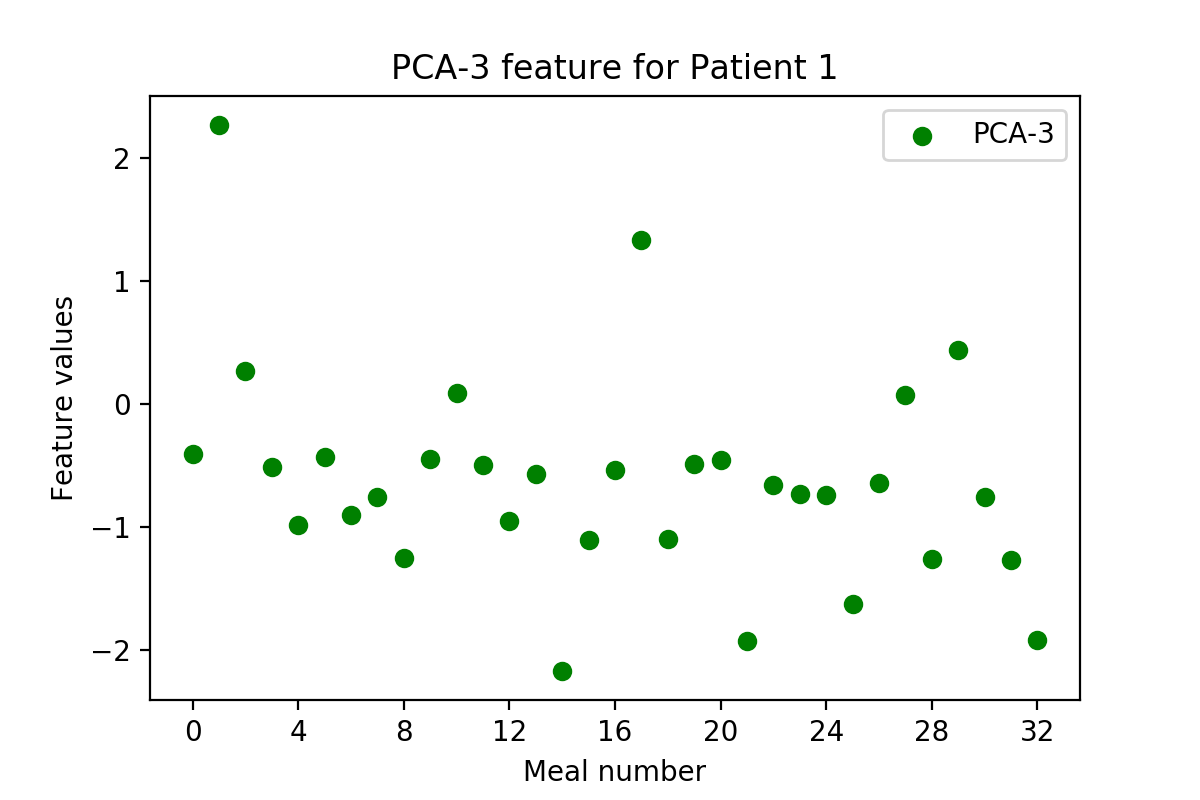 PCA-3 feature for Patient 1
PCA-3
2
1
0
−1
−2
Feature values
0 4 8 12 16 20 24 28 32
Meal number